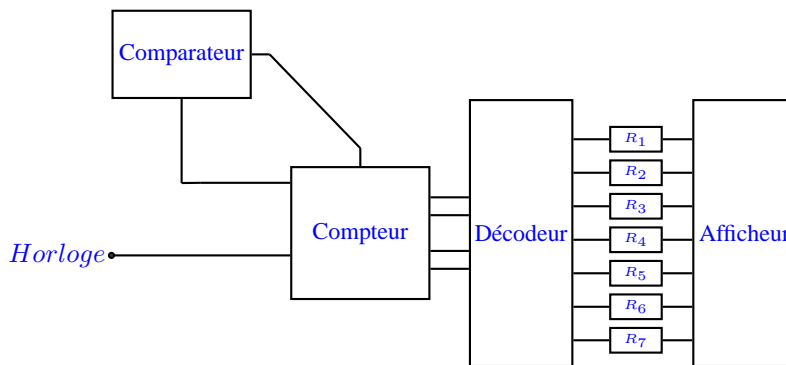 Comparateur
Compteur
Horloge
Décodeur
R1
R2
R3
R4
R5
R6
R7
Afficheur